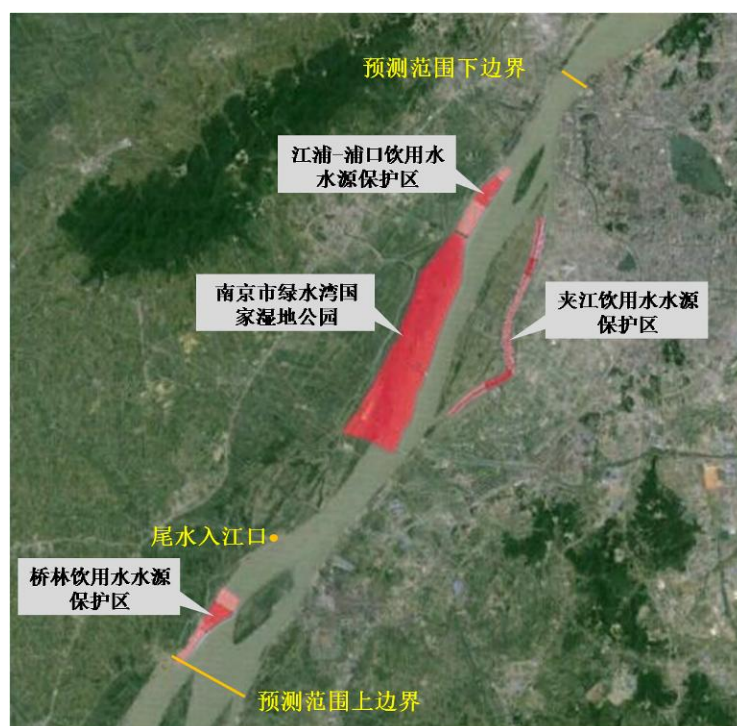 预测范围下边界
江浦-浦口饮用水
水源保护区
南京市绿水湾国
家湿地公园
夹江饮用水水源
保护区
尾水入江口
桥林饮用水水源
保护区
预测范围上边界